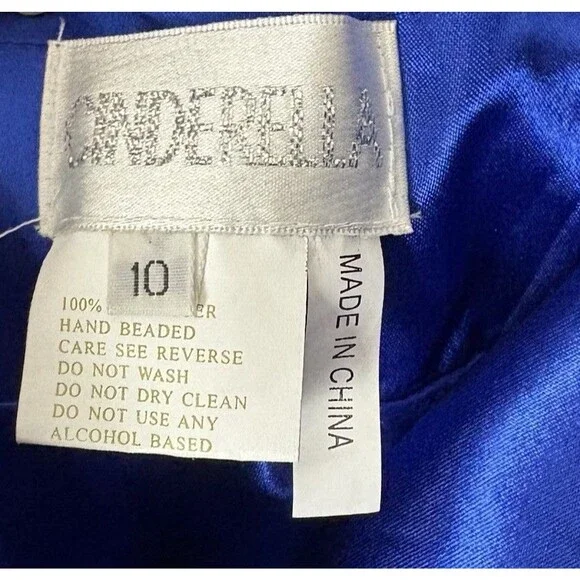 CINDERELLA
10
100% ER
HAND BEADED
CARE SEE REVERSE
DO NOT WASH
DO NOT DRY CLEAN
DO NOT USE ANY
ALCOHOL BASED
MADE IN CHINA